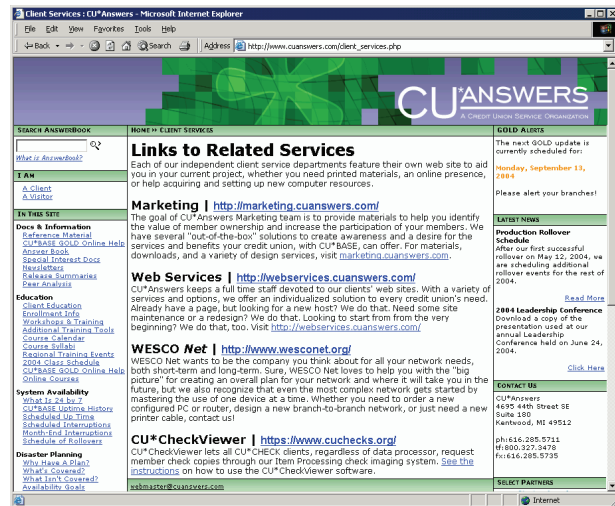 Client Services : CU*Answers - Microsoft Internet Explorer
File Edit View Favorites Tools Help
Back Search Address http://www.cuanswers.com/client_services.php
CU*ANSWERS
A CREDIT UNION SERVICE ORGANIZATION
SEARCH ANSWERBOOK
What is AnswerBook?
I AM
A Client
A Visitor
IN THIS SITE
Docs & Information
Reference Material
CU*BASE GOLD Online Help
Answer Book
Special Interest Docs
Newsletters
Release Summaries
Peer Analysis
Education
Client Education
Enrollment Info
Workshops & Training
Additional Training Tools
Course Calendar
Course Syllabi
Regional Training Events
2004 Class Schedule
CU*BASE GOLD Online Help
Online Courses
System Availability
What Is 24 by 7
CU*BASE Uptime History
Scheduled Up Times
Scheduled Interruptions
Month-End Interruptions
Schedule of Rollovers
Disaster Planning
Why Have A Plan?
What's Covered?
What Isn't Covered?
Availability Goals
HOME >> CLIENT SERVICES
Links to Related Services
Each of our independent client service departments feature their own web site to aid
you in your current project, whether you need printed materials, an online presence,
or help acquiring and setting up new computer resources.
Marketing | http://marketing.cuanswers.com/
The goal of CU*Answers Marketing team is to provide materials to help you identify
the value of member ownership and increase the participation of your members. We
have several "out-of-the-box" solutions to create awareness and a desire for the
services and benefits your credit union, with CU*BASE, can offer. For materials,
downloads, and a variety of design services, visit marketing.cuanswers.com.
Web Services | http://webservices.cuanswers.com/
CU*Answers keeps a full time staff devoted to our clients' web sites. With a variety of
services and options, we offer an individualized solution to every credit union's need.
Already have a page, but looking for a new host? We do that. Need some site
maintenance or a redesign? We do that. Looking to start from from the very
beginning? We do that, too. Visit http://webservices.cuanswers.com/
WESCO Net | http://www.wesconet.org/
WESCO Net wants to be the company you think about for all your network needs,
both short-term and long-term. Sure, WESCO Net loves to help you with the "big
picture" for creating an overall plan for your network and where it will take you in the
future, but we also recognize that even the most complex network gets started by
mastering the use of one device at a time. Whether you need to order a new
configured PC or router, design a new branch-to-branch network, or just need a new
printer cable, contact us!
CU*CheckViewer | https://www.cuchecks.org/
CU*CheckViewer lets all CU*CHECK clients, regardless of data processor, request
member check copies through our Item Processing check imaging system. See the
instructions on how to use the CU*CheckViewer software.
webmaster@cuanswers.com
GOLD ALERTS
The next GOLD update is
currently scheduled for:
Monday, September 13,
2004
Please alert your branches!
LATEST NEWS
Production Rollover
Schedule
After our first successful
rollover on May 12, 2004, we
are scheduling additional
rollover events for the rest of
2004.
Read More
2004 Leadership Conference
Download a copy of the
presentation used at our
annual Leadership
Conference held on June 24,
2004.
Click Here
CONTACT US
CU*Answers
4695 44th Street SE
Suite 180
Kentwood, MI 49512
ph:616.285.5711
tf:800.327.3478
fx:616.285.5735
SELECT PARTNERS
Internet